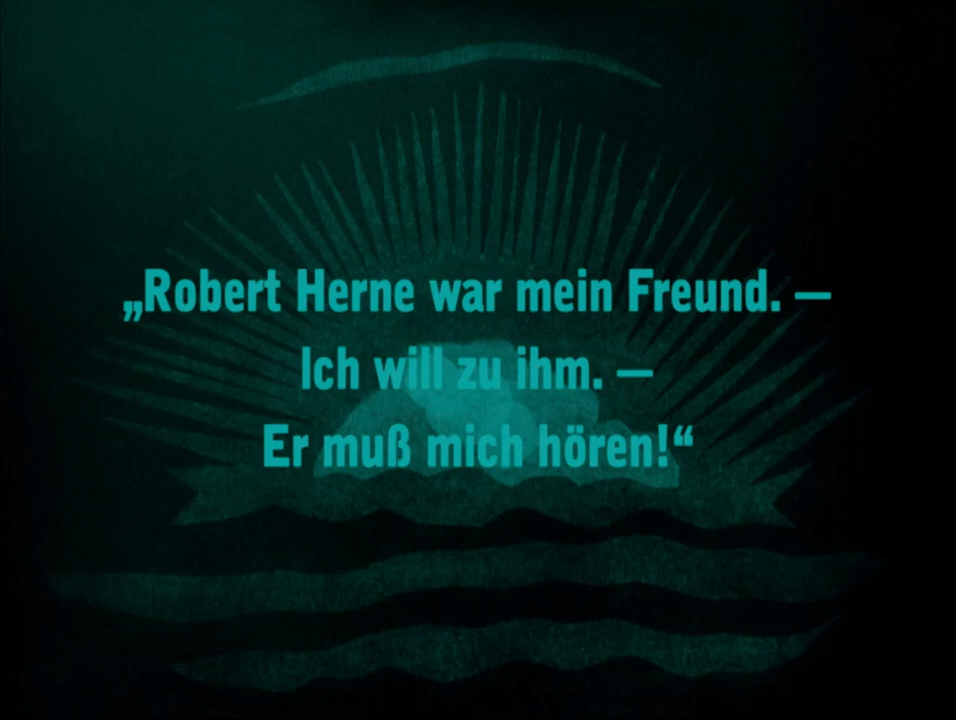 „Robert Herne war mein Freund. —
Ich will zu ihm. —
Er muß mich hören!“